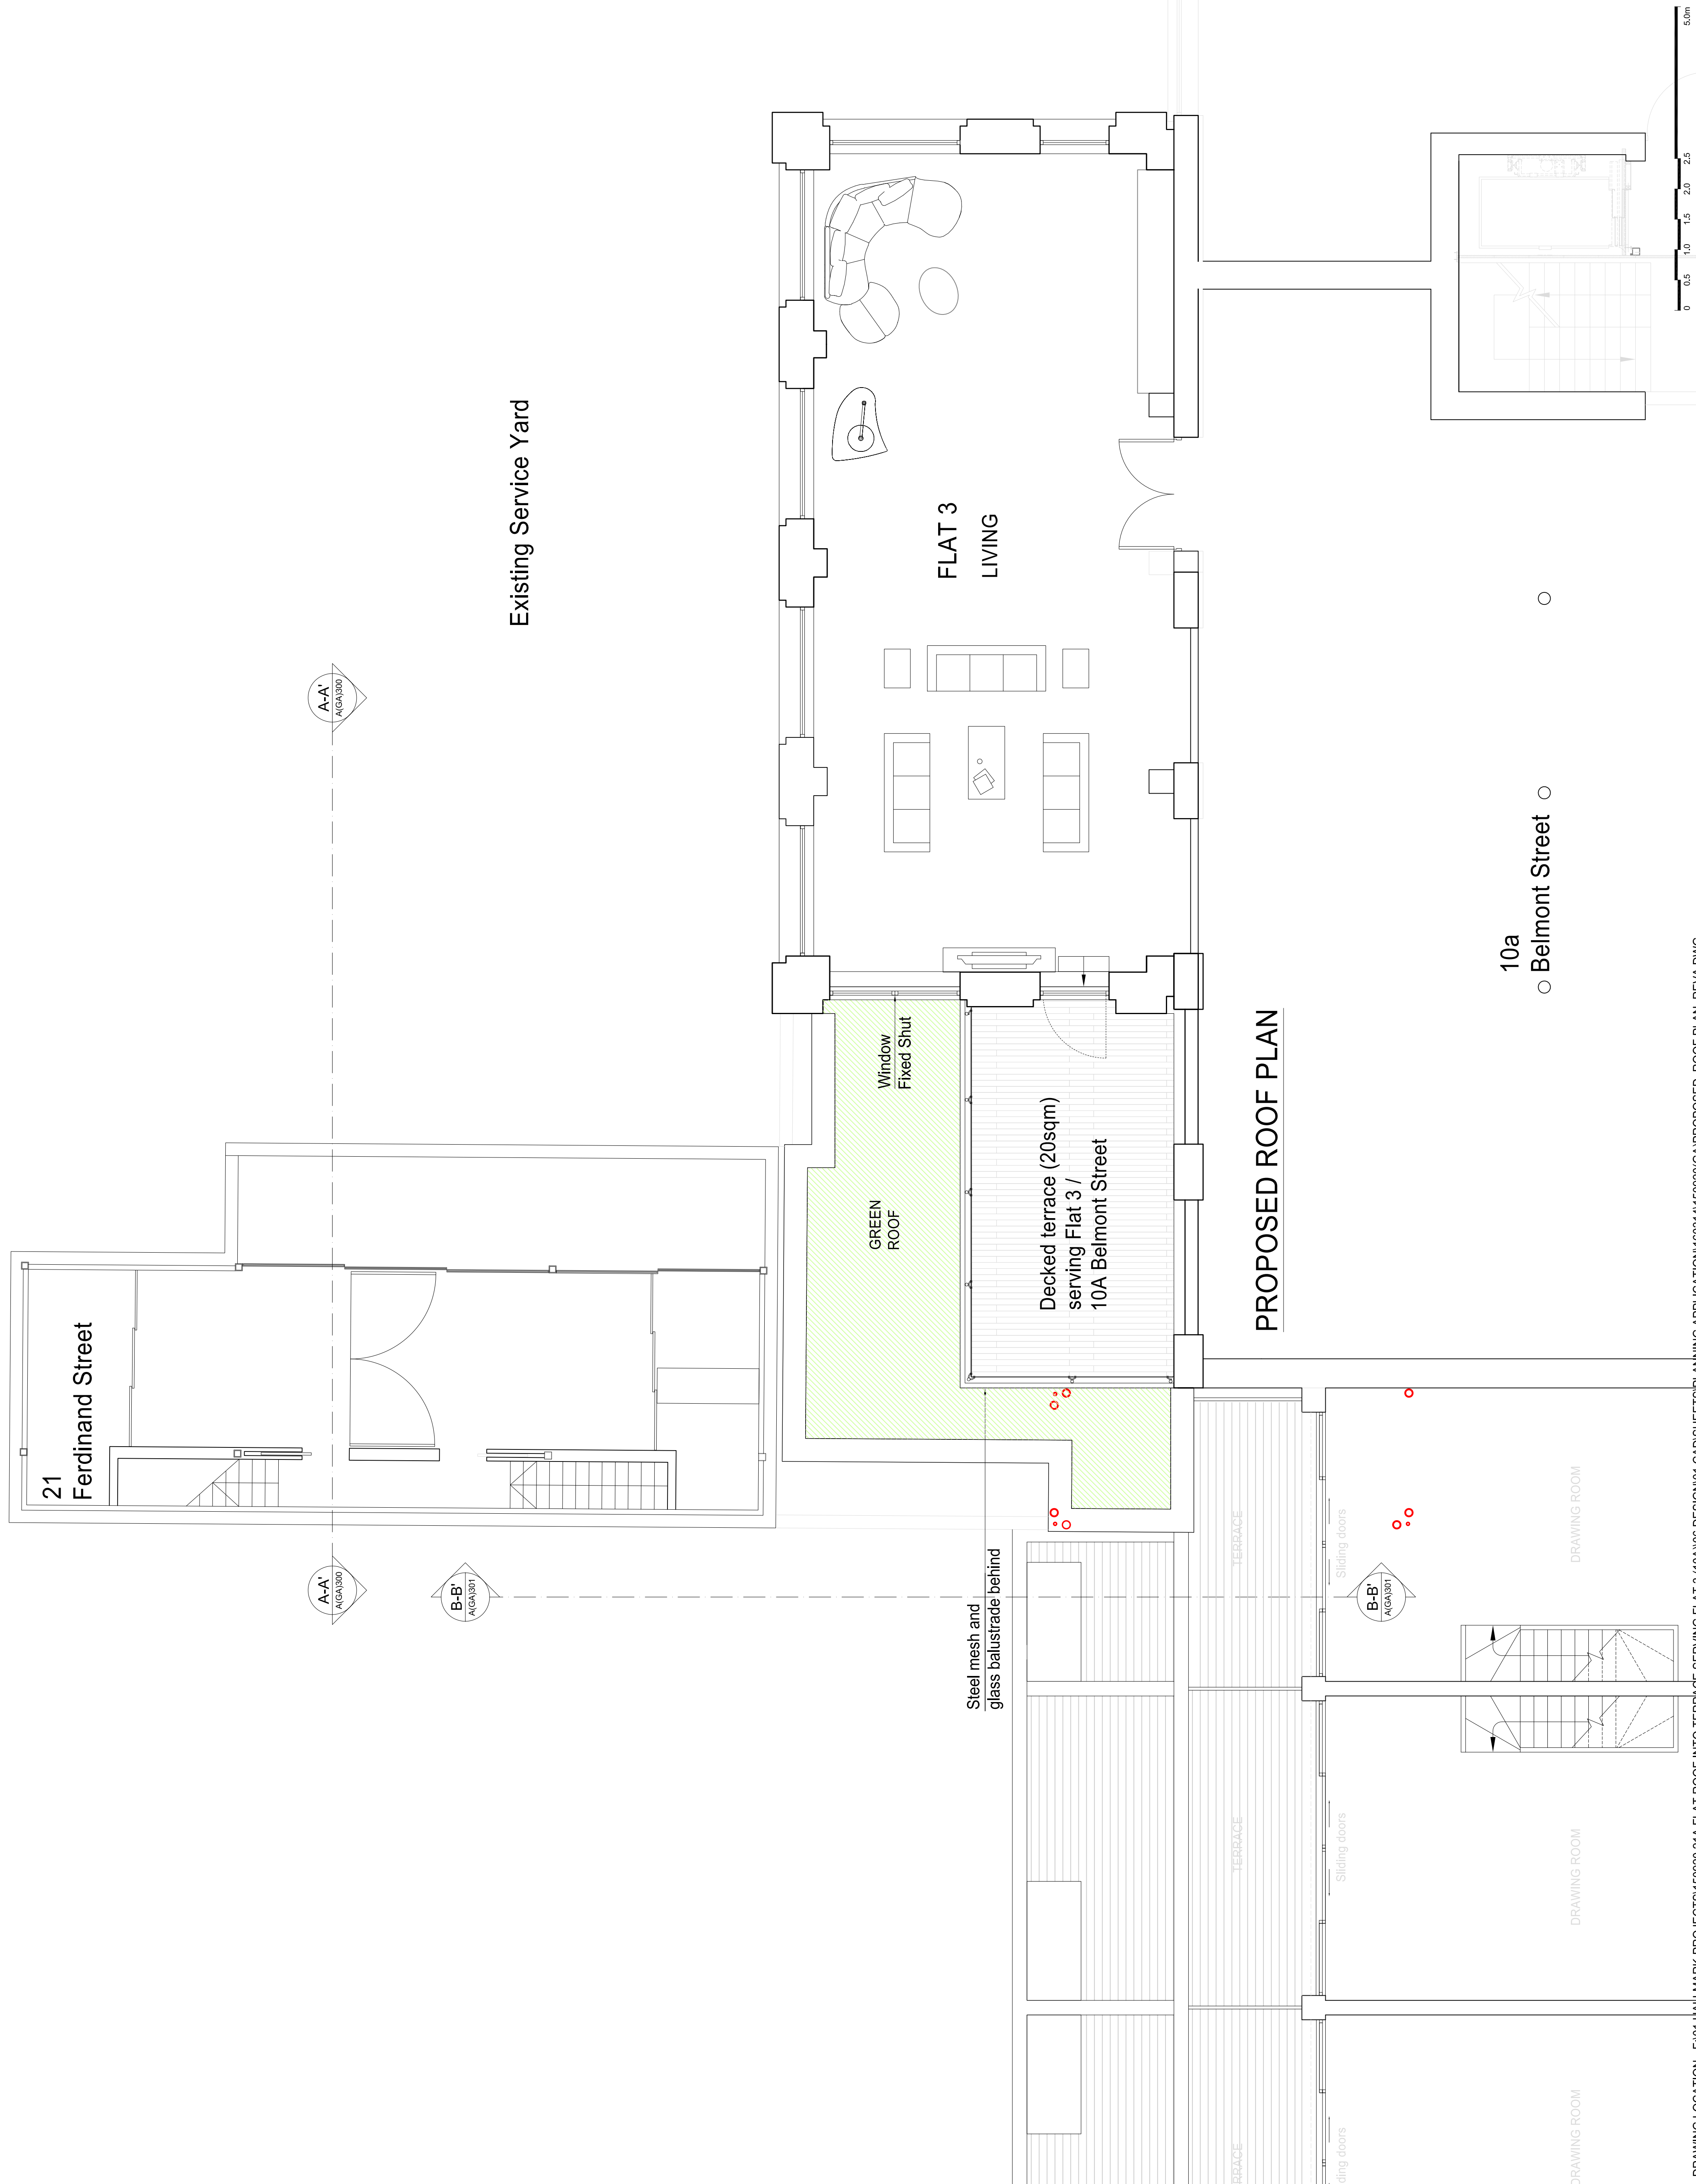 21
Ferdinand Street
Existing Service Yard
A-A'
A(GA)300
A-A'
A(GA)300
B-B'
A(GA)301
B-B'
A(GA)301
FLAT 3
LIVING
Window
Fixed Shut
GREEN
ROOF
Decked terrace (20sqm)
serving Flat 3 /
10A Belmont Street
Steel mesh and
glass balustrade behind
PROPOSED ROOF PLAN
10a
Belmont Street
TERRACE
TERRACE
Sliding doors
Sliding doors
DRAWING ROOM
DRAWING ROOM
DRAWING ROOM
0
0.5
1.0
1.5
2.0
2.5
5.0m